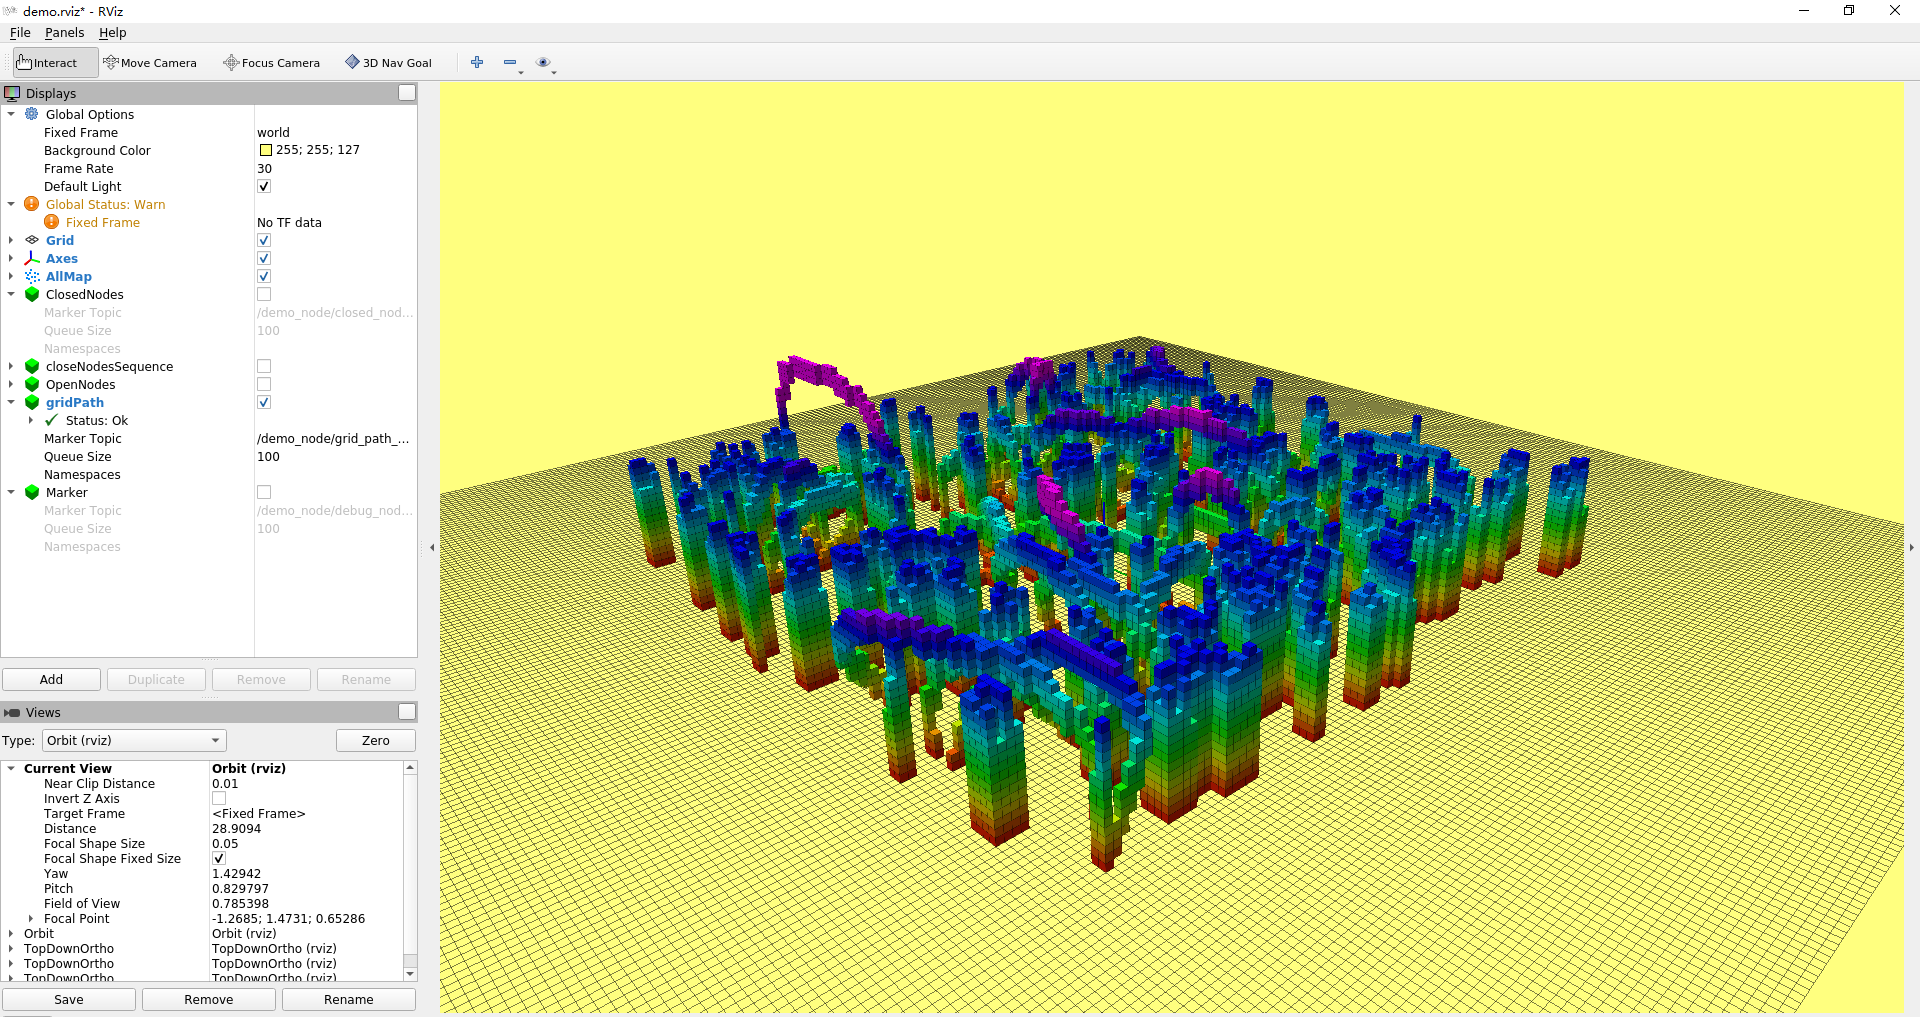 demo.rviz* - RViz
File Panels Help
Interact Move Camera Focus Camera 3D Nav Goal
Displays
Global Options
Fixed Frame world
Background Color 255; 255; 127
Frame Rate 30
Default Light
Global Status: Warn
Fixed Frame No TF data
Grid
Axes
AllMap
ClosedNodes
Marker Topic /demo_node/closed_nod...
Queue Size 100
Namespaces
closeNodesSequence
OpenNodes
gridPath
Status: Ok
Marker Topic /demo_node/grid_path_...
Queue Size 100
Namespaces
Marker
Marker Topic /demo_node/debug_nod...
Queue Size 100
Namespaces
Add Duplicate Remove Rename
Views
Type: Orbit (rviz) Zero
Current View Orbit (rviz)
Near Clip Distance 0.01
Invert Z Axis
Target Frame <Fixed Frame>
Distance 28.9094
Focal Shape Size 0.05
Focal Shape Fixed Size
Yaw 1.42942
Pitch 0.829797
Field of View 0.785398
Focal Point -1.2685; 1.4731; 0.65286
Orbit Orbit (rviz)
TopDownOrtho TopDownOrtho (rviz)
TopDownOrtho TopDownOrtho (rviz)
TopDownOrtho TopDownOrtho (rviz)
Save Remove Rename